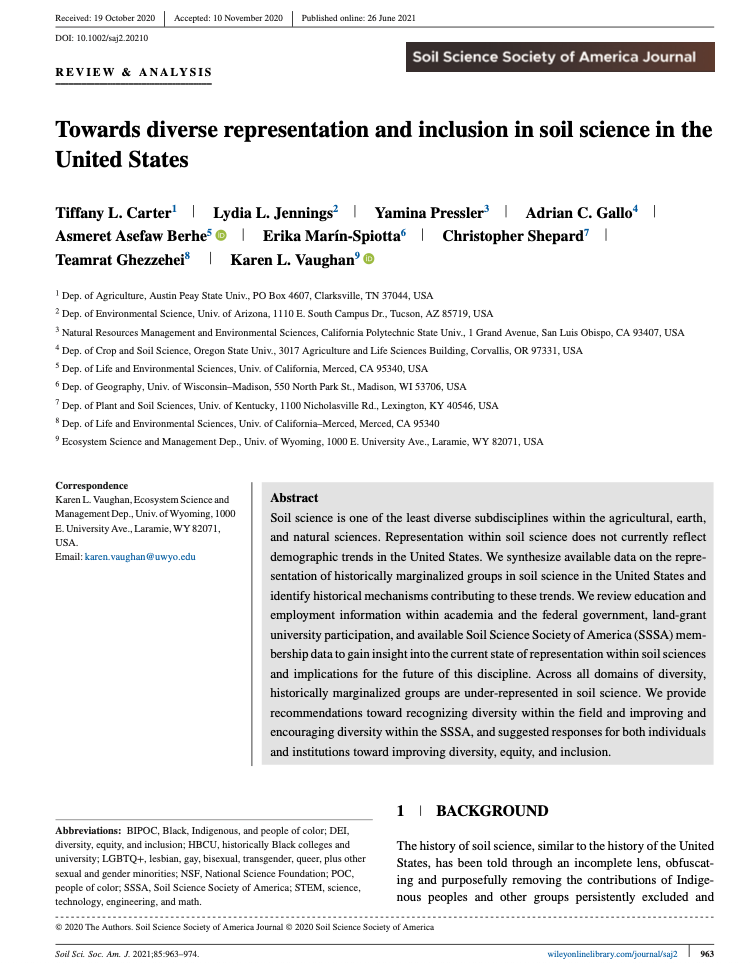 Received: 19 October 2020 | Accepted: 10 November 2020 | Published online: 26 June 2021
DOI: 10.1002/saj2.20210
Soil Science Society of America Journal
REVIEW & ANALYSIS
Towards diverse representation and inclusion in soil science in the
United States
Tiffany L. Carter1 | Lydia L. Jennings2 | Yamina Pressler3 | Adrian C. Gallo4 |
Asmeret Asefaw Berhe5 | Erika Marín-Spiotta6 | Christopher Shepard7 |
Teamrat Ghezzehei8 | Karen L. Vaughan9
1 Dep. of Agriculture, Austin Peay State Univ., PO Box 4607, Clarksville, TN 37044, USA
2 Dep. of Environmental Science, Univ. of Arizona, 1110 E. South Campus Dr., Tucson, AZ 85719, USA
3 Natural Resources Management and Environmental Sciences, California Polytechnic State Univ., 1 Grand Avenue, San Luis Obispo, CA 93407, USA
4 Dep. of Crop and Soil Science, Oregon State Univ., 3017 Agriculture and Life Sciences Building, Corvallis, OR 97331, USA
5 Dep. of Life and Environmental Sciences, Univ. of California, Merced, CA 95340, USA
6 Dep. of Geography, Univ. of Wisconsin–Madison, 550 North Park St., Madison, WI 53706, USA
7 Dep. of Plant and Soil Sciences, Univ. of Kentucky, 1100 Nicholasville Rd., Lexington, KY 40546, USA
8 Dep. of Life and Environmental Sciences, Univ. of California–Merced, Merced, CA 95340
9 Ecosystem Science and Management Dep., Univ. of Wyoming, 1000 E. University Ave., Laramie, WY 82071, USA
Correspondence
Karen L. Vaughan, Ecosystem Science and
Management Dep., Univ. of Wyoming, 1000
E. University Ave., Laramie, WY 82071,
USA.
Email: karen.vaughan@uwyo.edu
Abstract
Soil science is one of the least diverse subdisciplines within the agricultural, earth,
and natural sciences. Representation within soil science does not currently reflect
demographic trends in the United States. We synthesize available data on the repre-
sentation of historically marginalized groups in soil science in the United States and
identify historical mechanisms contributing to these trends. We review education and
employment information within academia and the federal government, land-grant
university participation, and available Soil Science Society of America (SSSA) mem-
bership data to gain insight into the current state of representation within soil sciences
and implications for the future of this discipline. Across all domains of diversity,
historically marginalized groups are under-represented in soil science. We provide
recommendations toward recognizing diversity within the field and improving and
encouraging diversity within the SSSA, and suggested responses for both individuals
and institutions toward improving diversity, equity, and inclusion.
Abbreviations: BIPOC, Black, Indigenous, and people of color; DEI,
diversity, equity, and inclusion; HBCU, historically Black colleges and
university; LGBTQ+, lesbian, gay, bisexual, transgender, queer, plus other
sexual and gender minorities; NSF, National Science Foundation; POC,
people of color; SSSA, Soil Science Society of America; STEM, science,
technology, engineering, and math.
1 | BACKGROUND
The history of soil science, similar to the history of the United
States, has been told through an incomplete lens, obfuscat-
ing and purposefully removing the contributions of Indige-
nous peoples and other groups persistently excluded and
© 2020 The Authors. Soil Science Society of America Journal © 2020 Soil Science Society of America
Soil Sci. Soc. Am. J. 2021;85:963–974.
wileyonlinelibrary.com/journal/saj2 | 963